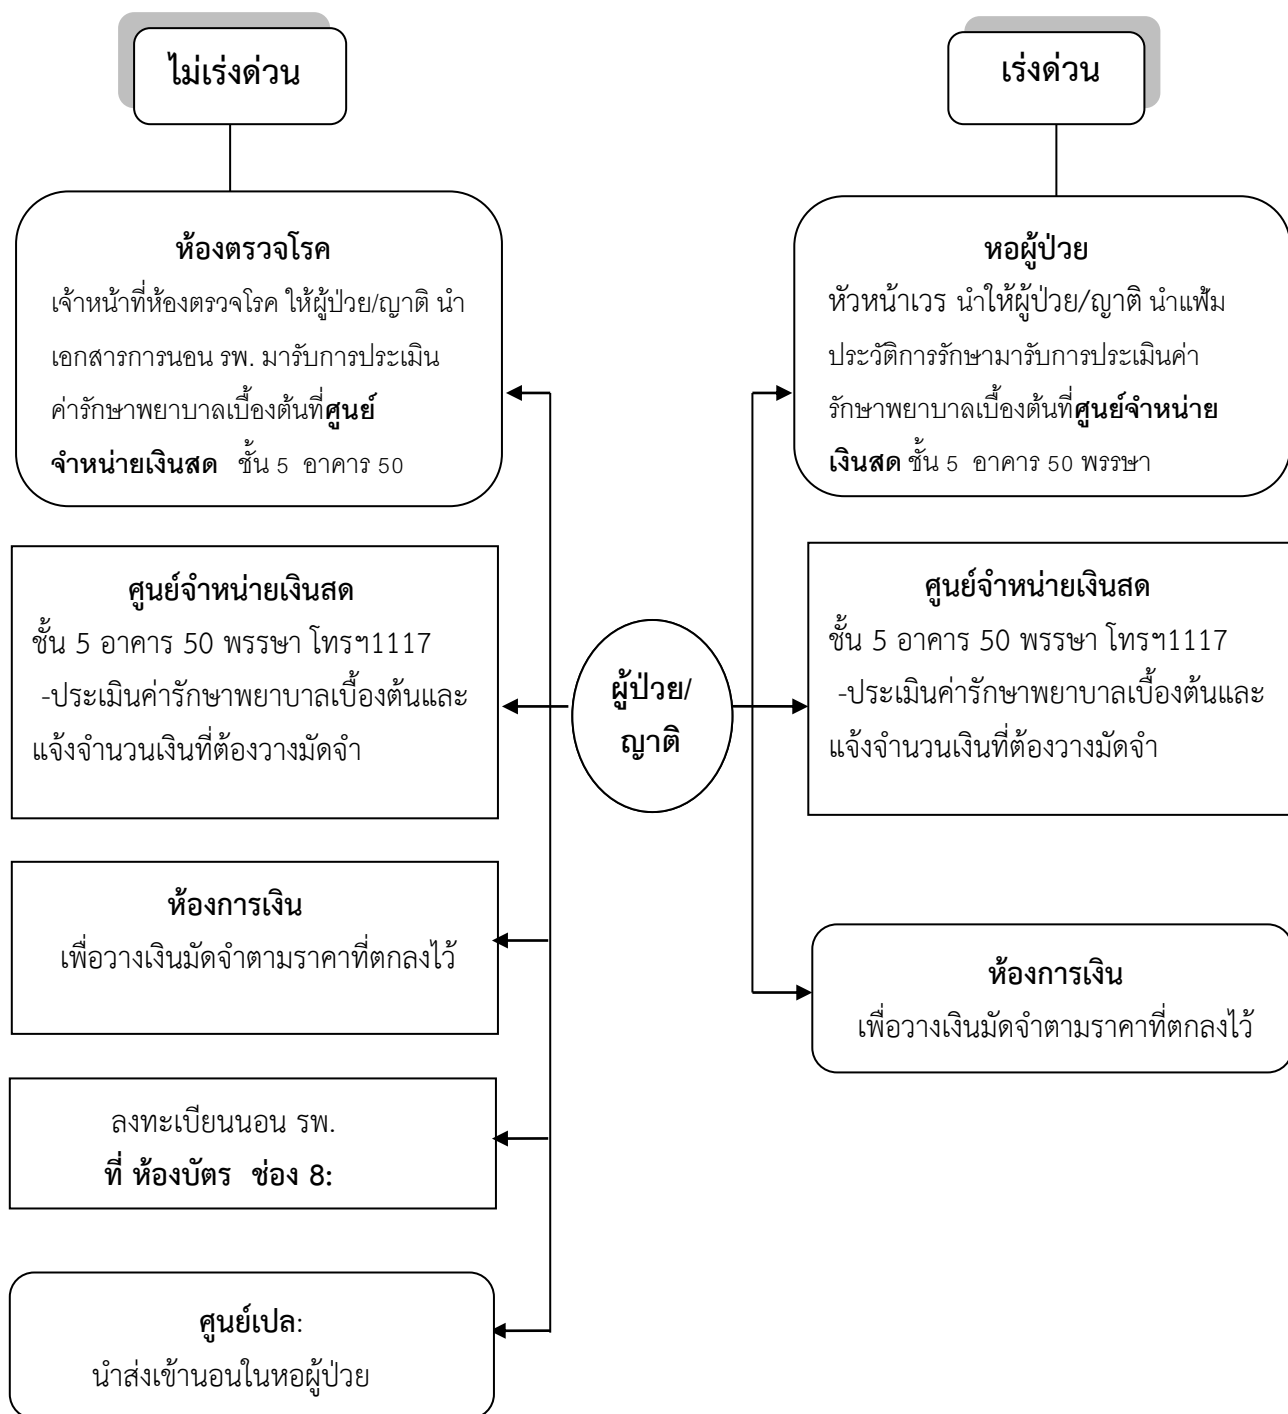 ไม่เร่งด่วน
ห้องตรวจโรค
เจ้าหน้าที่ห้องตรวจโรค ให้ผู้ป่วย/ญาติ นำ
เอกสารการนอน รพ. มารับการประเมิน
ค่ารักษาพยาบาลเบื้องต้นที่ศูนย์
จำหน่ายเงินสด ชั้น 5 อาคาร 50
ศูนย์จำหน่ายเงินสด
ชั้น 5 อาคาร 50 พรรษา โทรฯ1117
-ประเมินค่ารักษาพยาบาลเบื้องต้นและ
แจ้งจำนวนเงินที่ต้องวางมัดจำ
ห้องการเงิน
เพื่อวางเงินมัดจำตามราคาที่ตกลงไว้
ลงทะเบียนนอน รพ.
ที่ ห้องบัตร ช่อง 8:
ศูนย์เปล:
นำส่งเข้านอนในหอผู้ป่วย
ผู้ป่วย/
ญาติ
เร่งด่วน
หอผู้ป่วย
หัวหน้าเวร นำให้ผู้ป่วย/ญาติ นำแฟ้ม
ประวัติการรักษามารับการประเมินค่า
รักษาพยาบาลเบื้องต้นที่ศูนย์จำหน่าย
เงินสด ชั้น 5 อาคาร 50 พรรษา
ศูนย์จำหน่ายเงินสด
ชั้น 5 อาคาร 50 พรรษา โทรฯ1117
-ประเมินค่ารักษาพยาบาลเบื้องต้นและ
แจ้งจำนวนเงินที่ต้องวางมัดจำ
ห้องการเงิน
เพื่อวางเงินมัดจำตามราคาที่ตกลงไว้